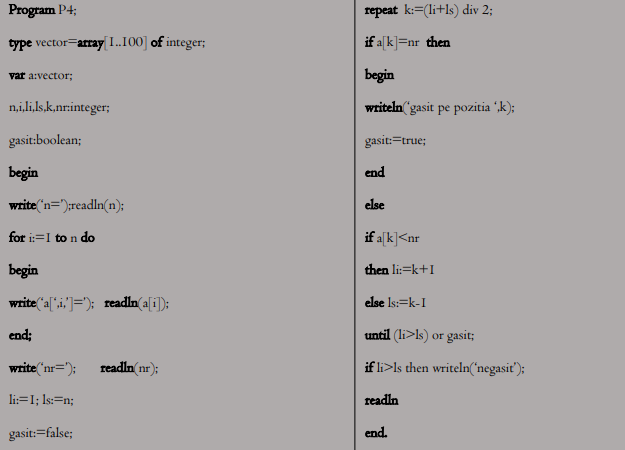 Program P4;
type vector=array[1..100] of integer;
var a:vector;
n,i,li,ls,k,nr:integer;
gasit:boolean;
begin
write(‘n=’);readln(n);
for i:=1 to n do
begin
write(‘a[‘,i,’]=’); readln(a[i]);
end;
write(‘nr=’); readln(nr);
li:=1; ls:=n;
gasit:=false;
repeat k:=(li+ls) div 2;
if a[k]=nr then
begin
writeln(‘gasit pe pozitia ‘,k);
gasit:=true;
end
else
if a[k]<nr
then li:=k+1
else ls:=k-1
until (li>ls) or gasit;
if li>ls then writeln(‘negasit’);
readln
end.